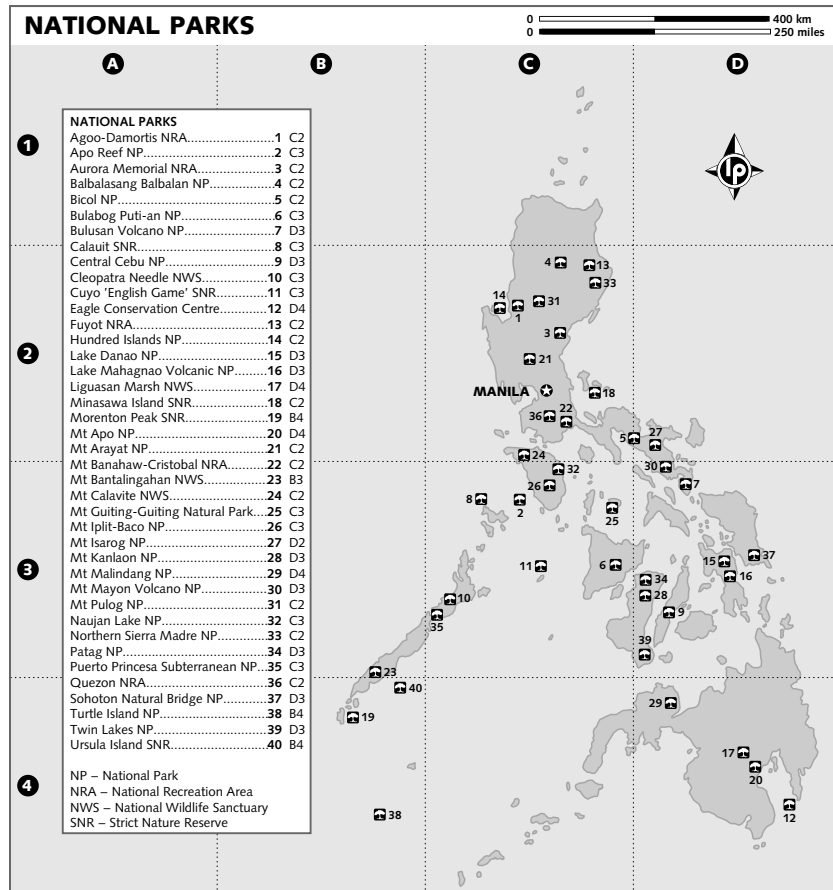 NATIONAL PARKS
0 400 km
0 250 miles
A B C D
1
2
3
4
NATIONAL PARKS
Agoo-Damortis NRA........................1 C2
Apo Reef NP....................................2 C3
Aurora Memorial NRA......................3 C2
Balbalasang Balbalan NP..................4 C2
Bicol NP...........................................5 C2
Bulabog Puti-an NP..........................6 C3
Bulusan Volcano NP.........................7 D3
Calauit SNR......................................8 C3
Central Cebu NP...............................9 D3
Cleopatra Needle NWS...................10 C3
Cuyo 'English Game' SNR...............11 C3
Eagle Conservation Centre..............12 D4
Fuyot NRA......................................13 C2
Hundred Islands NP........................14 C2
Lake Danao NP...............................15 D3
Lake Mahagnao Volcanic NP..........16 D3
Liguasan Marsh NWS.....................17 D4
Minasawa Island SNR.....................18 C2
Morenton Peak SNR.......................19 B4
Mt Apo NP.....................................20 D4
Mt Arayat NP.................................21 C2
Mt Banahaw-Cristobal NRA...........22 C2
Mt Bantalingahan NWS..................23 B3
Mt Calavite NWS............................24 C2
Mt Guiting-Guiting Natural Park....25 C3
Mt Iplit-Baco NP............................26 C3
Mt Isarog NP..................................27 D2
Mt Kanlaon NP...............................28 D3
Mt Malindang NP...........................29 D4
Mt Mayon Volcano NP...................30 D3
Mt Pulog NP...................................31 C2
Naujan Lake NP..............................32 C3
Northern Sierra Madre NP..............33 C2
Patag NP........................................34 D3
Puerto Princesa Subterranean NP...35 C3
Quezon NRA..................................36 C2
Sohoton Natural Bridge NP.............37 D3
Turtle Island NP..............................38 B4
Twin Lakes NP................................39 D3
Ursula Island SNR...........................40 B4
NP – National Park
NRA – National Recreation Area
NWS – National Wildlife Sanctuary
SNR – Strict Nature Reserve
lp
4
13
33
14
1
31
3
21
MANILA
18
36
22
5
27
24
32
30
26
7
8
2
25
11
6
15
37
34
16
28
10
9
35
39
23
40
29
19
17
20
38
12